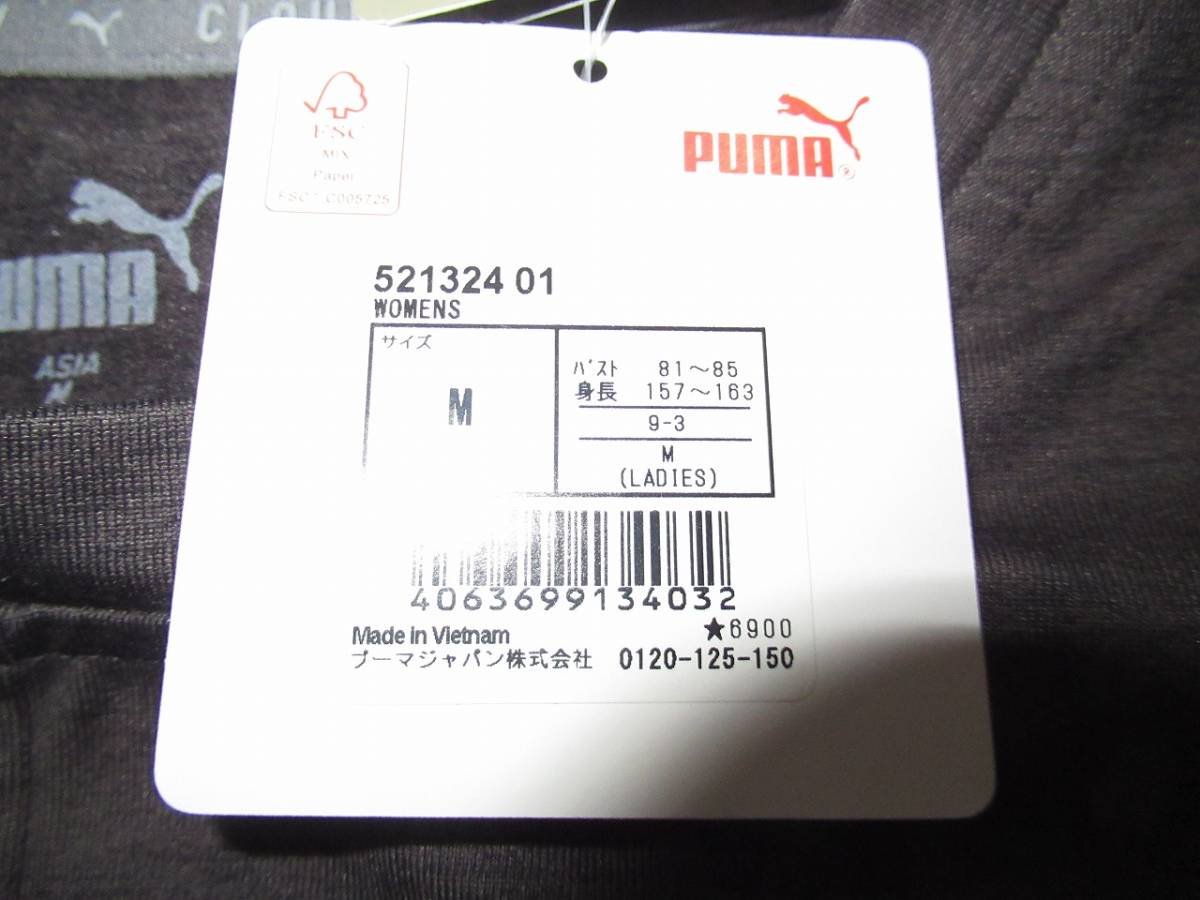 FSC
MIX
Paper
FSC® C005725
PUMA®
PUMA
ASIA
M
521324 01
WOMENS
サイズ
M
バスト 81～85
身長 157～163
9-3
M
(LADIES)
4063699134032
Made in Vietnam
★6900
プーマジャパン株式会社 0120-125-150